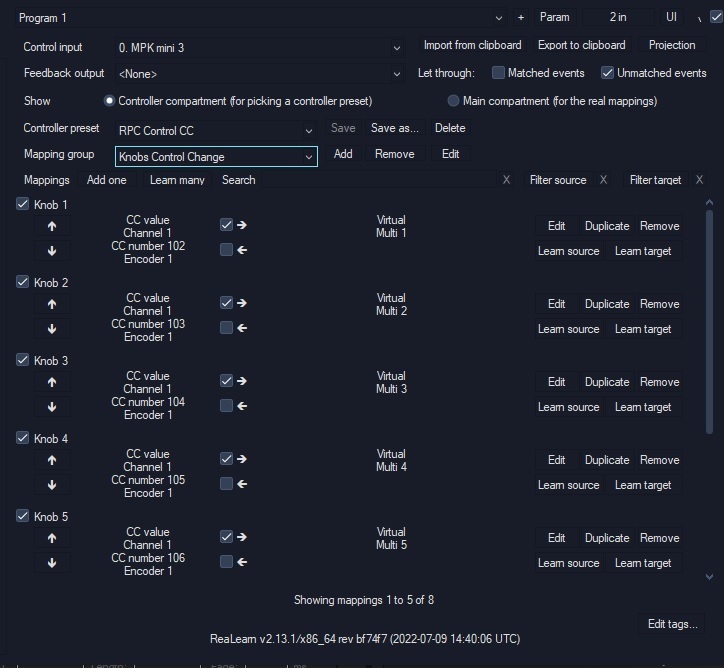 Program 1 + Param 2 in UI
Control input 0. MPK mini 3 Import from clipboard Export to clipboard Projection
Feedback output <None> Let through: Matched events Unmatched events
Show Controller compartment (for picking a controller preset) Main compartment (for the real mappings)
Controller preset RPC Control CC Save Save as... Delete
Mapping group Knobs Control Change Add Remove Edit
Mappings Add one Learn many Search X Filter source X Filter target X
Knob 1
CC value
Channel 1
CC number 102
Encoder 1
Virtual
Multi 1
Edit Duplicate Remove
Learn source Learn target
Knob 2
CC value
Channel 1
CC number 103
Encoder 1
Virtual
Multi 2
Edit Duplicate Remove
Learn source Learn target
Knob 3
CC value
Channel 1
CC number 104
Encoder 1
Virtual
Multi 3
Edit Duplicate Remove
Learn source Learn target
Knob 4
CC value
Channel 1
CC number 105
Encoder 1
Virtual
Multi 4
Edit Duplicate Remove
Learn source Learn target
Knob 5
CC value
Channel 1
CC number 106
Encoder 1
Virtual
Multi 5
Edit Duplicate Remove
Learn source Learn target
Showing mappings 1 to 5 of 8
Edit tags...
ReaLearn v2.13.1/x86_64 rev bf74f7 (2022-07-09 14:40:06 UTC)